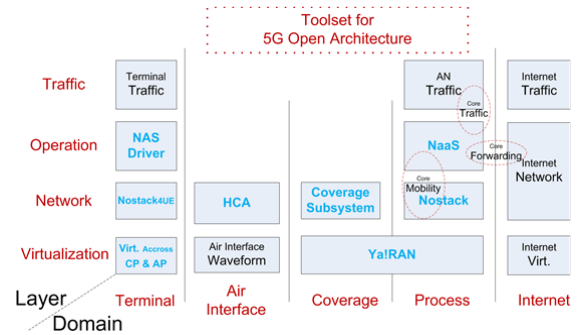 Toolset for
5G Open Architecture
Traffic
Terminal
Traffic
AN
Traffic
Core
Traffic
Internet
Traffic
Operation
NAS
Driver
NaaS
Core
Forwarding
Internet
Network
Network
Nostack4UE
HCA
Coverage
Subsystem
Core
Mobility
Nostack
Virtualization
Virt. Accross
CP & AP
Air Interface
Waveform
Ya!RAN
Internet
Virt.
Layer
Domain
Terminal
Air
Interface
Coverage
Process
Internet